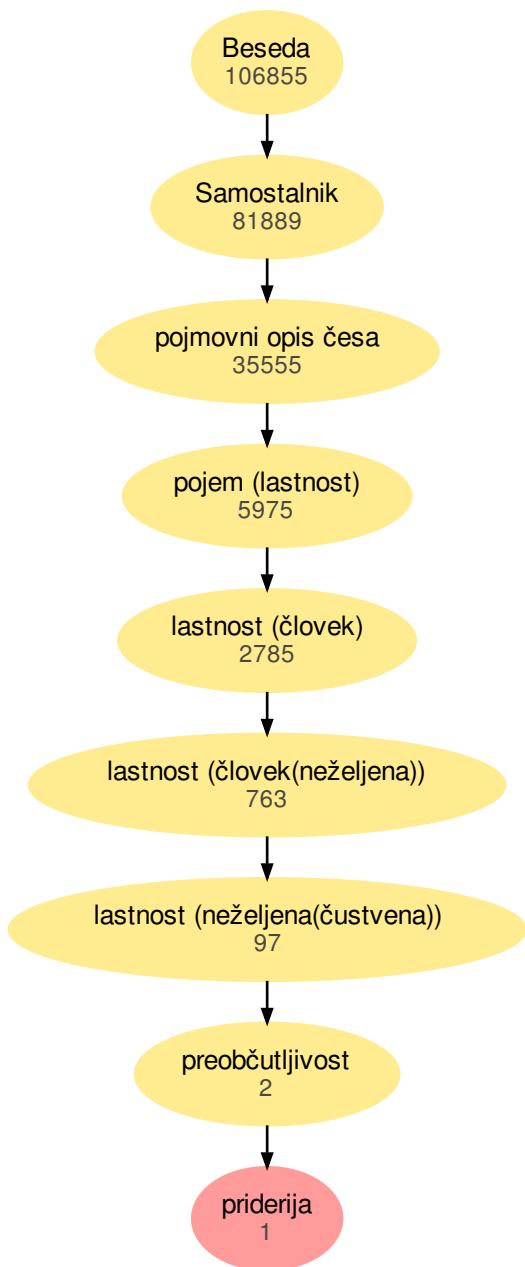 Beseda
106855
Samostalnik
81889
pojmovni opis česa
35555
pojem (lastnost)
5975
lastnost (človek)
2785
lastnost (človek(neželjena))
763
lastnost (neželjena(čustvena))
97
preobčutljivost
2
priderija
1